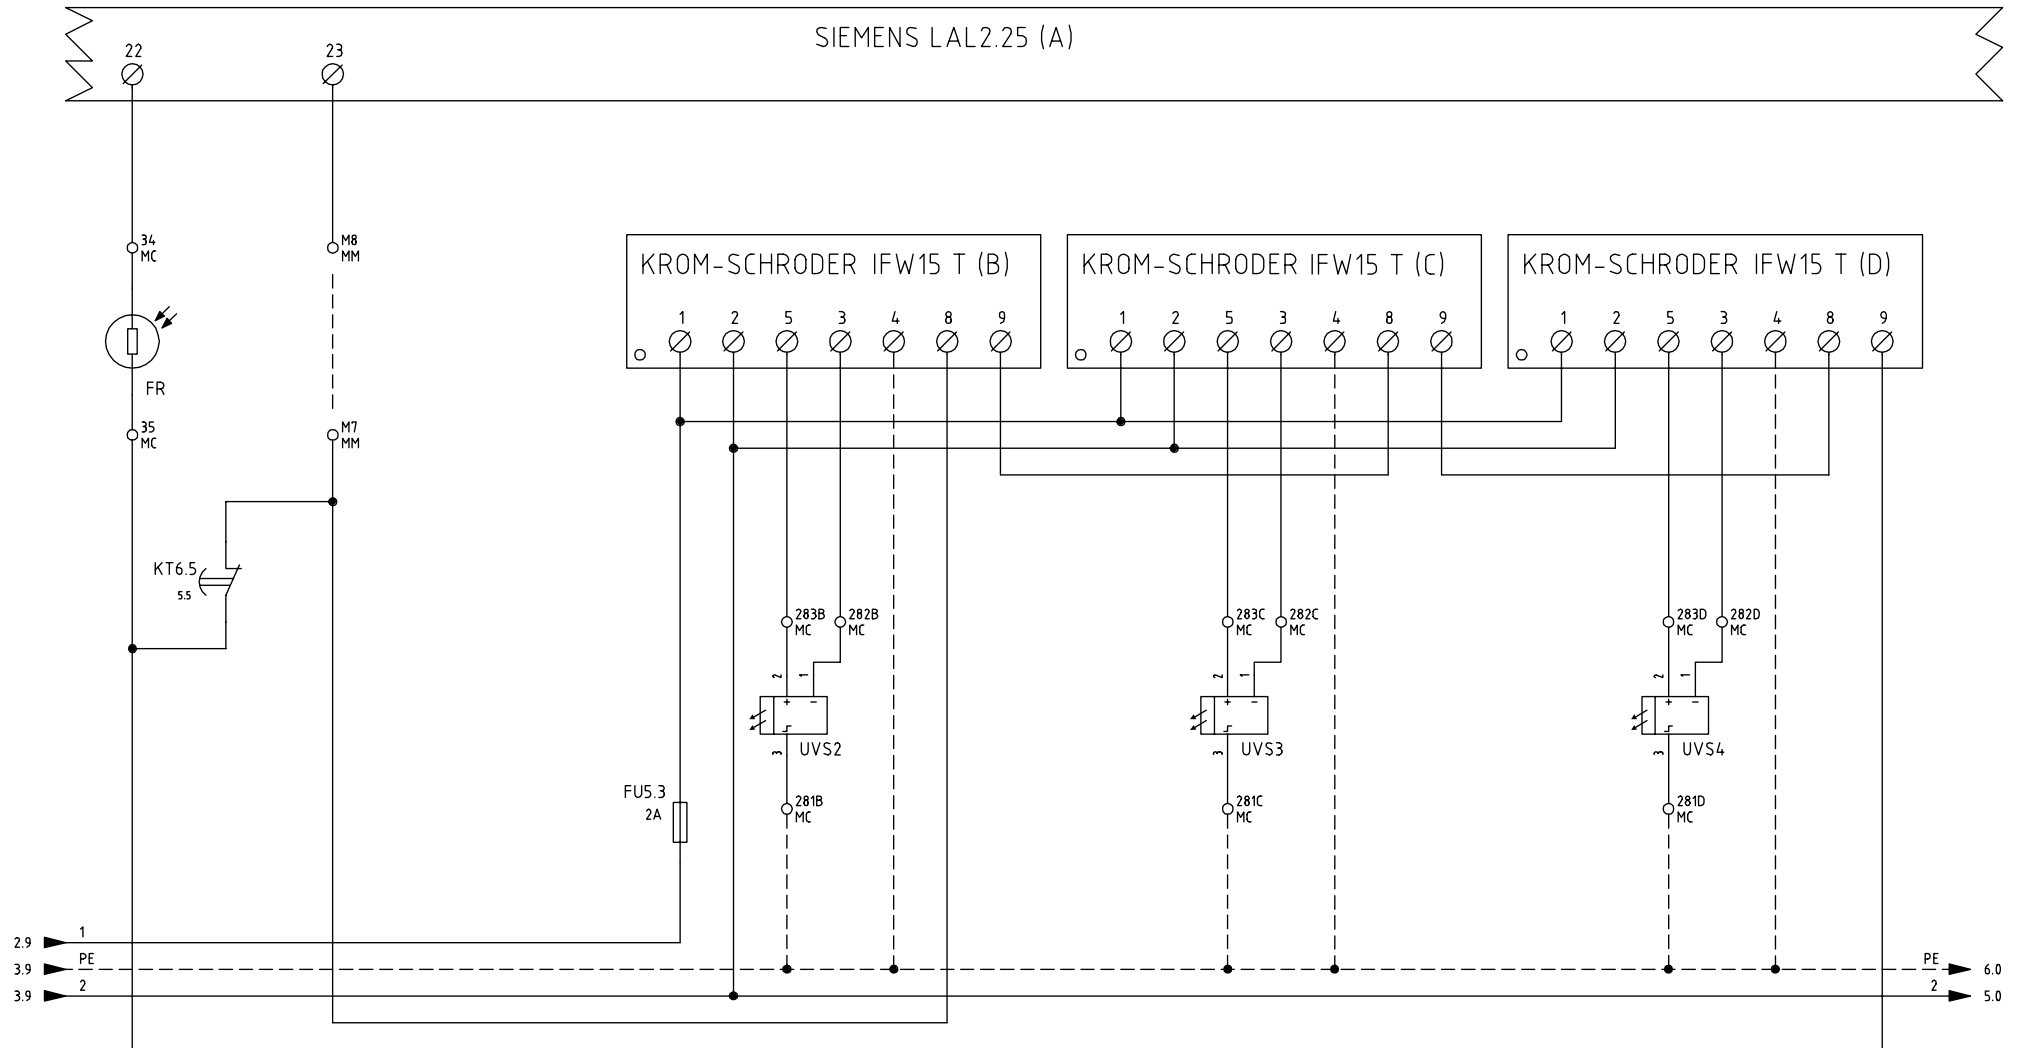 SIEMENS LAL2.25 (A)
22
23
34
MC
M8
MM
KROM-SCHRODER IFW15 T (B)
KROM-SCHRODER IFW15 T (C)
KROM-SCHRODER IFW15 T (D)
1 2 5 3 4 8 9
1 2 5 3 4 8 9
1 2 5 3 4 8 9
FR
35
MC
M7
MM
KT6.5
5.5
283B
MC
282B
MC
283C
MC
282C
MC
283D
MC
282D
MC
2 1
2 1
2 1
+ −
+ −
+ −
UVS2
UVS3
UVS4
3
3
3
FU5.3
2A
281B
MC
281C
MC
281D
MC
2.9 1
3.9 PE PE 6.0
3.9 2 2 5.0